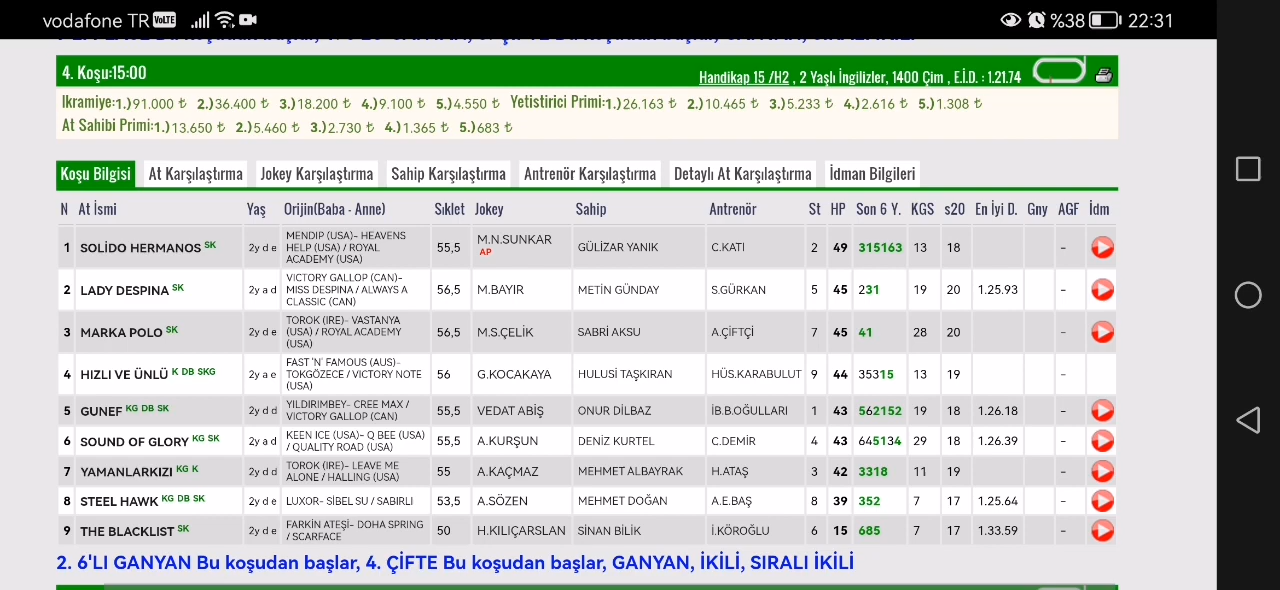 vodafone TR VoLTE %38 22:31
4. Koşu:15:00 Handikap 15 /H2 , 2 Yaşlı İngilizler, 1400 Çim , E.İ.D. : 1.21.74
Ikramiye:1.)91.000 ₺ 2.)36.400 ₺ 3.)18.200 ₺ 4.)9.100 ₺ 5.)4.550 ₺ Yetistirici Primi:1.)26.163 ₺ 2.)10.465 ₺ 3.)5.233 ₺ 4.)2.616 ₺ 5.)1.308 ₺
At Sahibi Primi:1.)13.650 ₺ 2.)5.460 ₺ 3.)2.730 ₺ 4.)1.365 ₺ 5.)683 ₺
Koşu Bilgisi At Karşılaştırma Jokey Karşılaştırma Sahip Karşılaştırma Antrenör Karşılaştırma Detaylı At Karşılaştırma İdman Bilgileri
N At İsmi Yaş Orijin(Baba - Anne) Sıklet Jokey Sahip Antrenör St HP Son 6 Y. KGS s20 En İyi D. Gny AGF İdm
1 SOLİDO HERMANOS SK 2y d e MENDIP (USA)- HEAVENS HELP (USA) / ROYAL ACADEMY (USA) 55,5 M.N.SUNKAR AP GÜLİZAR YANIK C.KATI 2 49 315163 13 18 -
2 LADY DESPINA SK 2y a d VICTORY GALLOP (CAN)- MISS DESPINA / ALWAYS A CLASSIC (CAN) 56,5 M.BAYIR METİN GÜNDAY S.GÜRKAN 5 45 231 19 20 1.25.93 -
3 MARKA POLO SK 2y d e TOROK (IRE)- VASTANYA (USA) / ROYAL ACADEMY (USA) 56,5 M.S.ÇELİK SABRİ AKSU A.ÇİFTÇİ 7 45 41 28 20 -
4 HIZLI VE ÜNLÜ K DB SKG 2y a e FAST 'N' FAMOUS (AUS)- TOKGÖZECE / VICTORY NOTE (USA) 56 G.KOCAKAYA HULUSİ TAŞKIRAN HÜS.KARABULUT 9 44 35315 13 19 -
5 GUNEF KG DB SK 2y d d YILDIRIMBEY- CREE MAX / VICTORY GALLOP (CAN) 55,5 VEDAT ABİŞ ONUR DİLBAZ İB.B.OĞULLARI 1 43 562152 19 18 1.26.18 -
6 SOUND OF GLORY KG SK 2y a d KEEN ICE (USA)- Q BEE (USA) / QUALITY ROAD (USA) 55,5 A.KURŞUN DENİZ KURTEL C.DEMİR 4 43 645134 29 18 1.26.39 -
7 YAMANLARKIZI KG K 2y d d TOROK (IRE)- LEAVE ME ALONE / HALLING (USA) 55 A.KAÇMAZ MEHMET ALBAYRAK H.ATAŞ 3 42 3318 11 19 -
8 STEEL HAWK KG DB SK 2y d e LUXOR- SİBEL SU / SABIRLI 53,5 A.SÖZEN MEHMET DOĞAN A.E.BAŞ 8 39 352 7 17 1.25.64 -
9 THE BLACKLIST SK 2y d e FARKIN ATEŞİ- DOHA SPRING / SCARFACE 50 H.KILIÇARSLAN SİNAN BİLİK İ.KÖROĞLU 6 15 685 7 17 1.33.59 -
2. 6'LI GANYAN Bu koşudan başlar, 4. ÇİFTE Bu koşudan başlar, GANYAN, İKİLİ, SIRALI İKİLİ